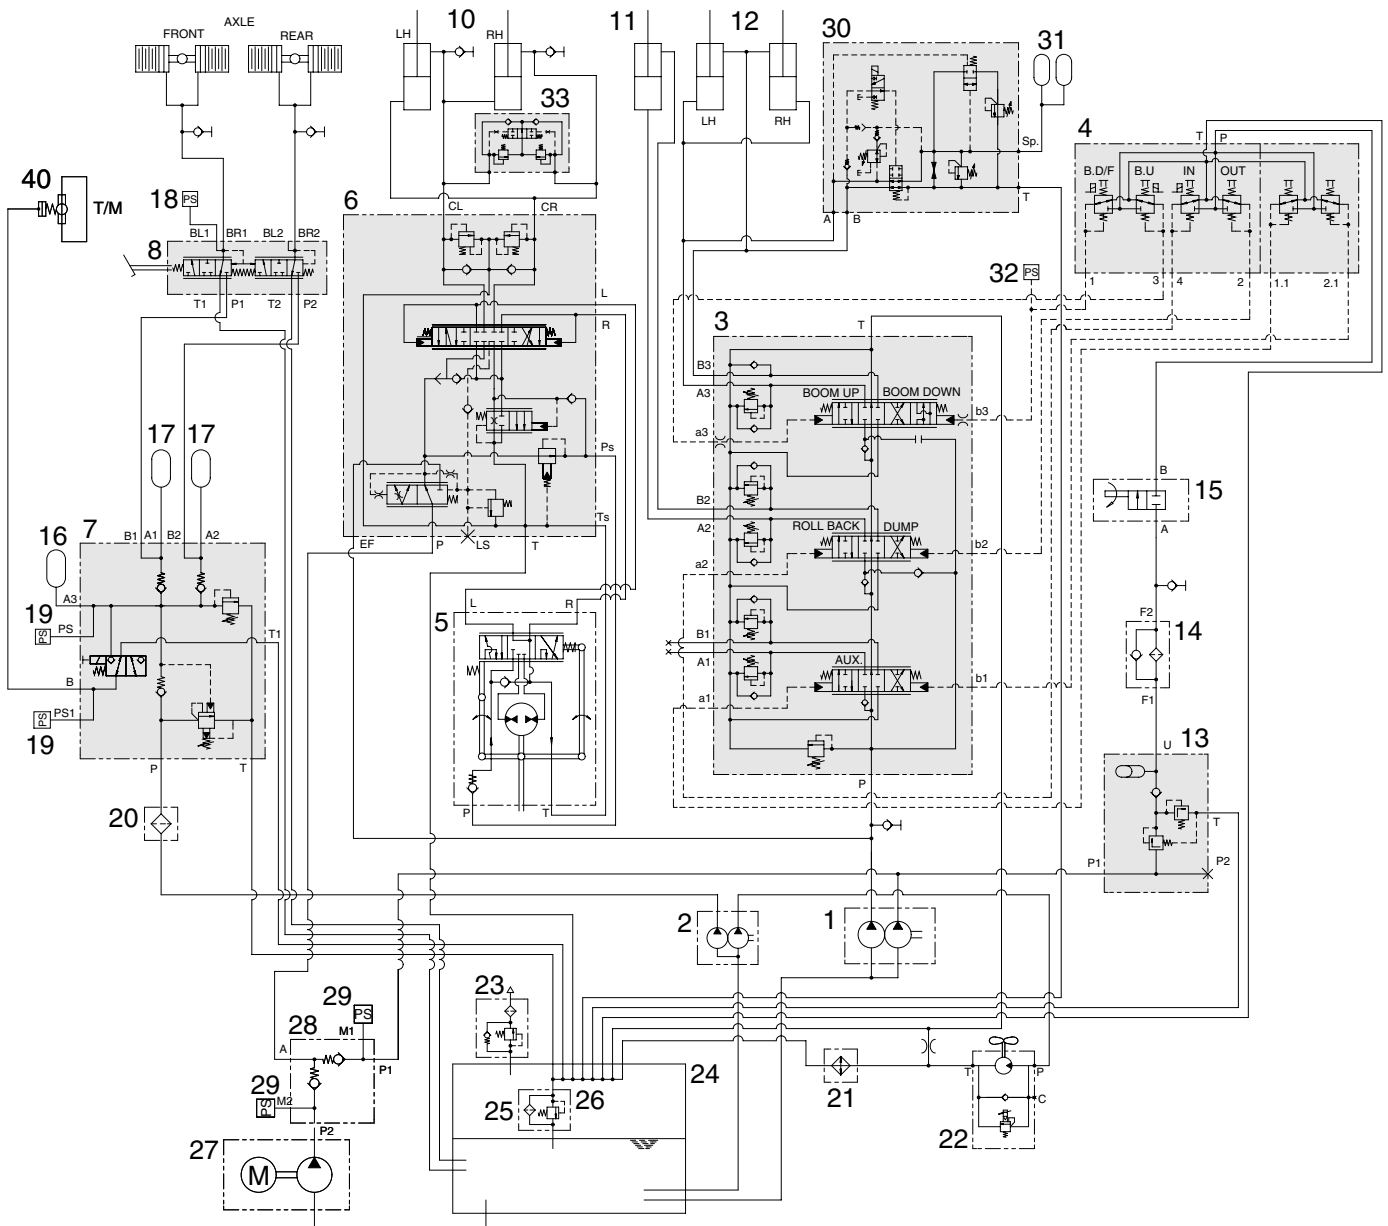 AXLE
FRONT
REAR
LH
10
RH
11
12
LH
RH
30
31
33
Sp.
T
A
B
4
T
P
B.D/F
B.U
IN
OUT
1
3
4
2
1.1
2.1
40
T/M
18
PS
BL1
BR1
BL2
BR2
8
T1
P1
T2
P2
6
CL
CR
L
R
Ps
Ts
EF
P
LS
T
32
PS
3
T
B3
A3
BOOM UP
BOOM DOWN
a3
b3
B2
A2
ROLL BACK
DUMP
a2
b2
B1
A1
AUX.
a1
b1
P
17
17
16
7
B1
A1
B2
A2
A3
19
PS
PS
T1
B
PS
PS1
19
P
T
20
5
L
R
P
T
B
15
A
F2
14
F1
U
13
T
P1
P2
2
1
23
29
PS
28
M1
A
P1
29
PS
M2
P2
27
M
24
25
26
21
T
P
C
22